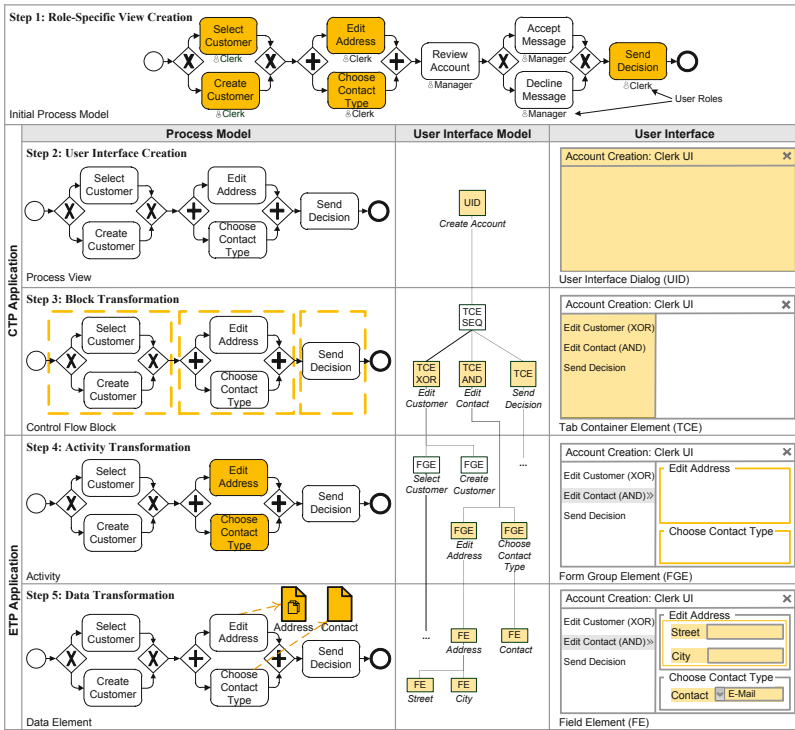 Step 1: Role-Specific View Creation
Select
Customer
Clerk
Create
Customer
Clerk
X
X
Edit
Address
Clerk
Choose
Contact
Type
Clerk
Review
Account
Manager
Accept
Message
Manager
Decline
Message
Manager
X
X
Send
Decision
Clerk
User Roles
Initial Process Model
Process Model
User Interface Model
User Interface
CTP Application
Step 2: User Interface Creation
Select
Customer
Create
Customer
X
X
Edit
Address
Choose
Contact
Type
Send
Decision
Process View
UID
Create Account
Account Creation: Clerk UI
×
User Interface Dialog (UID)
Step 3: Block Transformation
Select
Customer
Create
Customer
X
X
Edit
Address
Choose
Contact
Type
Send
Decision
Control Flow Block
TCE
SEQ
TCE
XOR
Edit
Customer
TCE
AND
Edit
Contact
TCE
Send
Decision
Account Creation: Clerk UI
×
Edit Customer (XOR)
Edit Contact (AND)
Send Decision
Tab Container Element (TCE)
ETP Application
Step 4: Activity Transformation
Select
Customer
Create
Customer
X
X
Edit
Address
Choose
Contact
Type
Send
Decision
Activity
FGE
Select
Customer
FGE
Create
Customer
...
FGE
Edit
Address
FGE
Choose
Contact
Type
Account Creation: Clerk UI
×
Edit Customer (XOR)
Edit Contact (AND)»
Send Decision
Edit Address
Choose Contact Type
Form Group Element (FGE)
Step 5: Data Transformation
Select
Customer
Create
Customer
X
X
Edit
Address
Choose
Contact
Type
Address
Contact
Send
Decision
Data Element
...
FE
Address
FE
Contact
FE
Street
FE
City
Account Creation: Clerk UI
×
Edit Customer (XOR)
Edit Contact (AND)»
Send Decision
Edit Address
Street
City
Choose Contact Type
Contact
E-Mail
Field Element (FE)